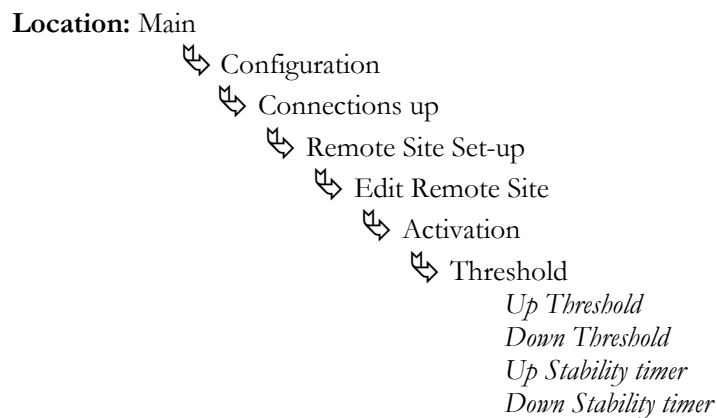 Location: Main
Configuration
Connections up
Remote Site Set-up
Edit Remote Site
Activation
Threshold
Up Threshold
Down Threshold
Up Stability timer
Down Stability timer